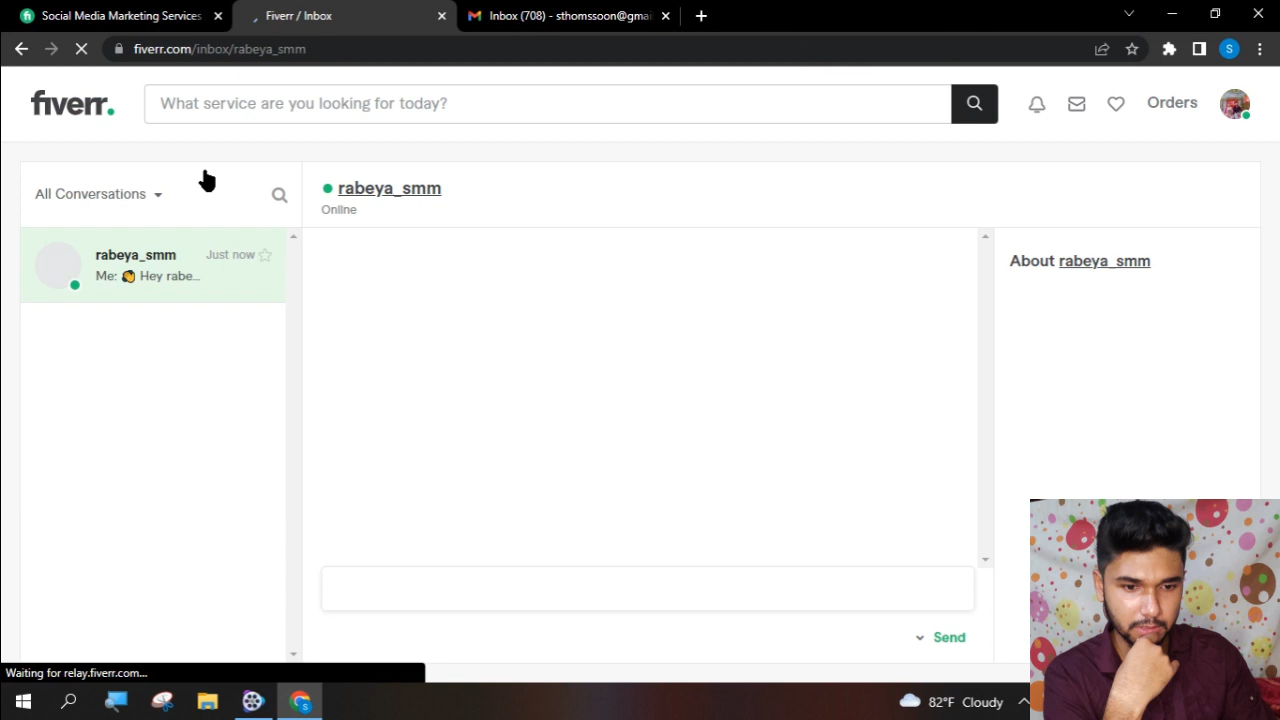 Social Media Marketing Services
Fiverr / Inbox
Inbox (708) - sthomssoon@gmai
fiverr.com/inbox/rabeya_smm
S
fiverr.
What service are you looking for today?
Orders
All Conversations
rabeya_smm
Online
rabeya_smm
Just now
Me: 👏 Hey rabe...
About rabeya_smm
Send
Waiting for relay.fiverr.com...
82°F Cloudy